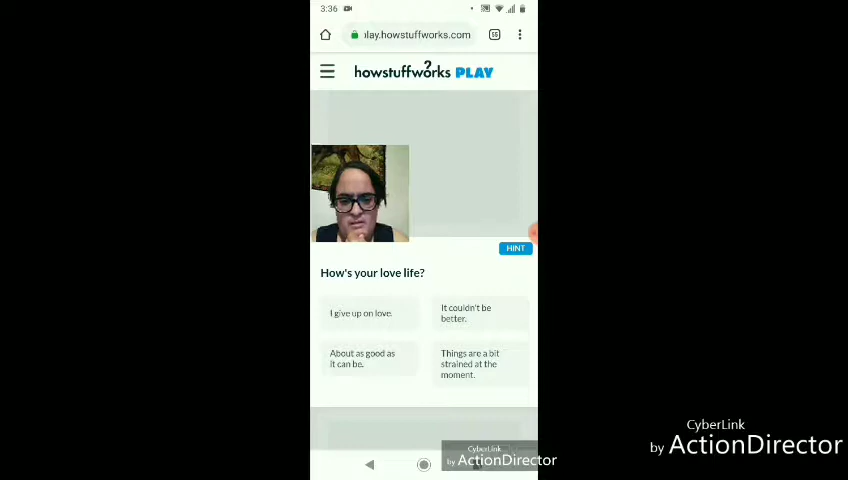 3:36
play.howstuffworks.com
55
howstuffworks PLAY
HINT
How's your love life?
I give up on love.
It couldn't be
better.
About as good as
it can be.
Things are a bit
strained at the
moment.
CyberLink
by ActionDirector
CyberLink
by ActionDirector